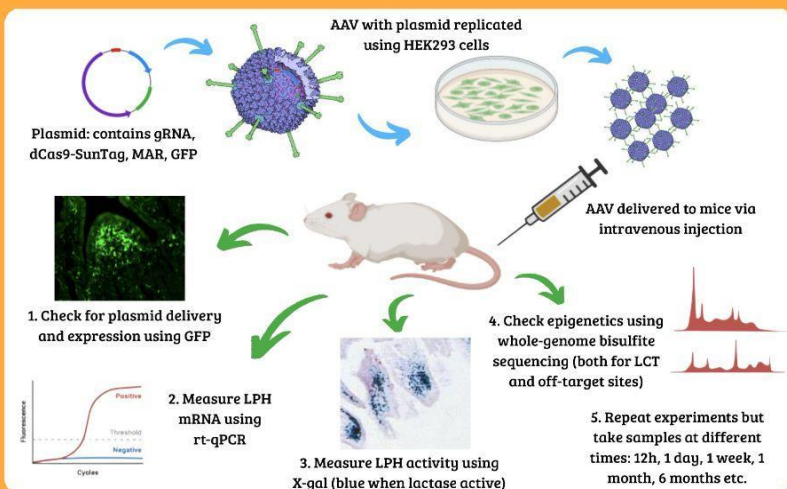 AAV with plasmid replicated
using HEK293 cells
Plasmid: contains gRNA,
dCas9-SunTag, MAR, GFP
AAV delivered to mice via
intravenous injection
1. Check for plasmid delivery
and expression using GFP
2. Measure LPH
mRNA using
rt-qPCR
Fluorescence
Positive
Threshold
Negative
Cycles
3. Measure LPH activity using
X-gal (blue when lactase active)
4. Check epigenetics using
whole-genome bisulfite
sequencing (both for LCT
and off-target sites)
5. Repeat experiments but
take samples at different
times: 12h, 1 day, 1 week, 1
month, 6 months etc.